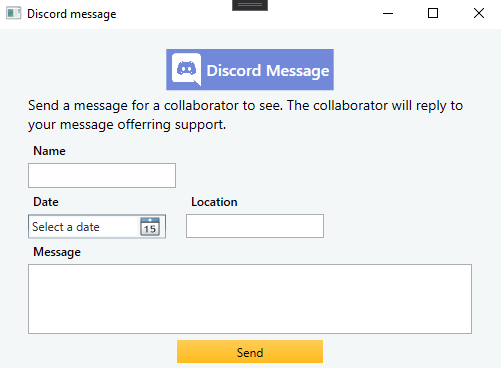 Discord message
Discord Message
Send a message for a collaborator to see. The collaborator will reply to
your message offerring support.
Name
Date
Location
Select a date
15
Message
Send